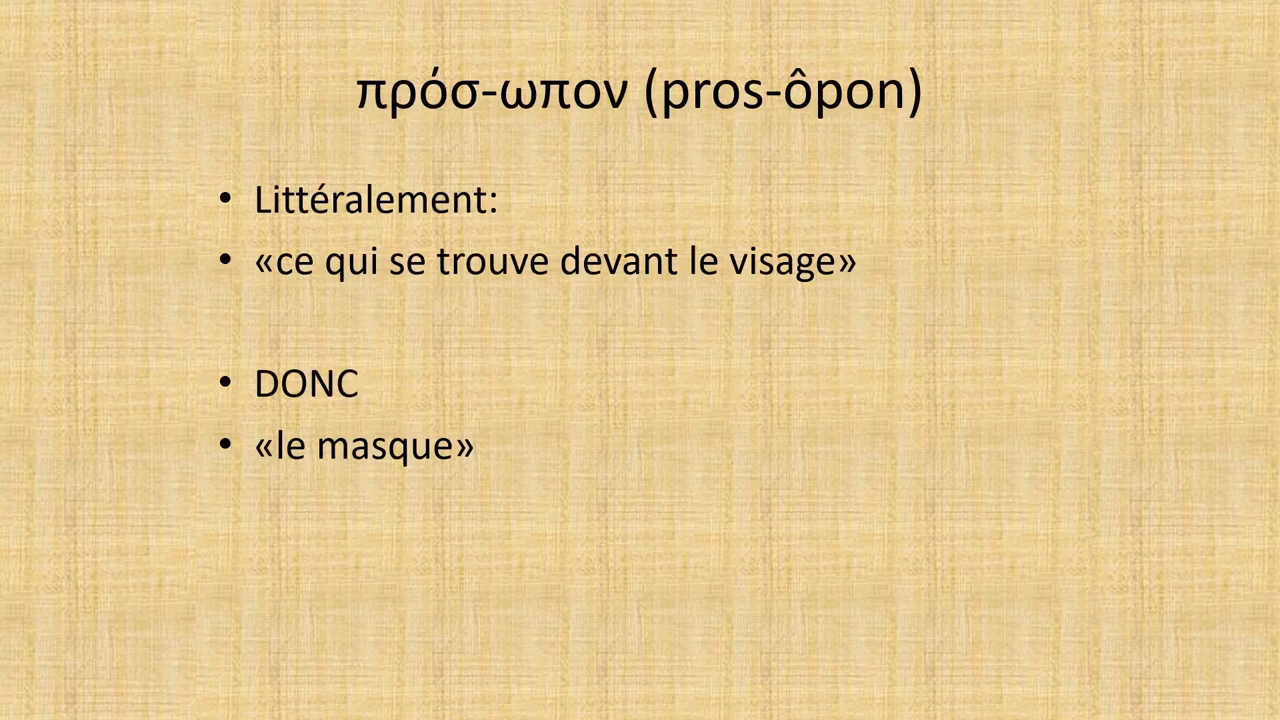 πρόσ-ωπον (pros-ôpon)
• Littéralement:
• «ce qui se trouve devant le visage»
• DONC
• «le masque»